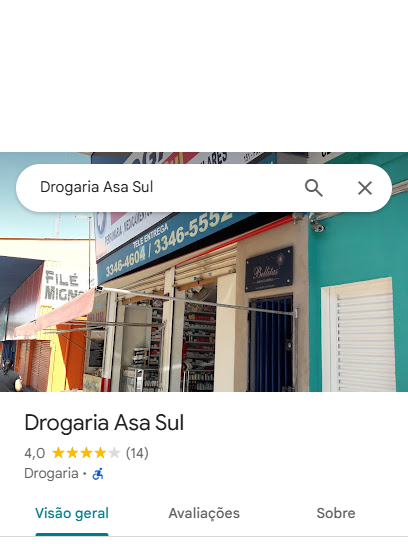 Drogaria Asa Sul
TELE ENTREGA
3346-4604 / 3346-5552
FILÉ
MIGNO
Bellitas
Drogaria Asa Sul
4,0 (14)
Drogaria ·
Visão geral
Avaliações
Sobre